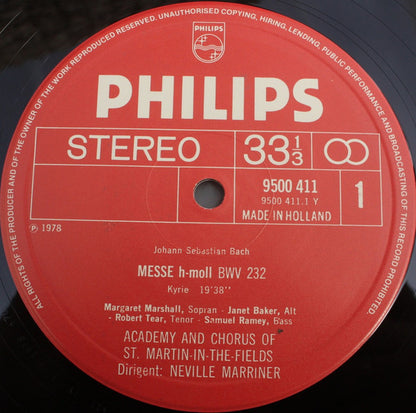 ALL RIGHTS OF THE PRODUCER AND OF THE OWNER OF THE WORK REPRODUCED RESERVED. UNAUTHORISED COPYING, HIRING, LENDING, PUBLIC PERFORMANCE AND BROADCASTING OF THIS RECORD PROHIBITED.
PHILIPS
PHILIPS
STEREO
33 1/3
9500 411
9500 411.1 Y
MADE IN HOLLAND
1
Ⓟ 1978
Johann Sebastian Bach
MESSE h-moll BWV 232
Kyrie 19'38"
Margaret Marshall, Sopran - Janet Baker, Alt
- Robert Tear, Tenor - Samuel Ramey, Bass
ACADEMY AND CHORUS OF
ST. MARTIN-IN-THE-FIELDS
Dirigent: NEVILLE MARRINER